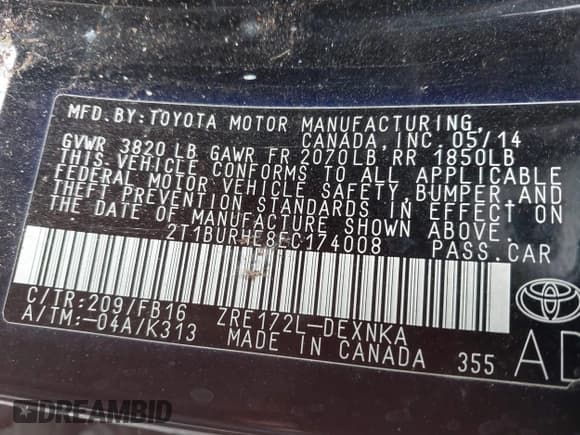 MFD.BY:TOYOTA MOTOR MANUFACTURING,
CANADA,INC. 05/14
GVWR 3820 LB GAWR FR 2070LB, RR 1850LB
THIS VEHICLE CONFORMS TO ALL APPLICABLE
FEDERAL MOTOR VEHICLE SAFETY, BUMPER, AND
THEFT PREVENTION STANDARDS IN EFFECT ON
THE DATE OF MANUFACTURE SHOWN ABOVE.
2T1BURHE8EC174008 PASS.CAR
C/TR:209/FB16 ZRE172L-DEXNKA
A/TM:-04A/K313 MADE IN CANADA 355
AD
DREAMBID